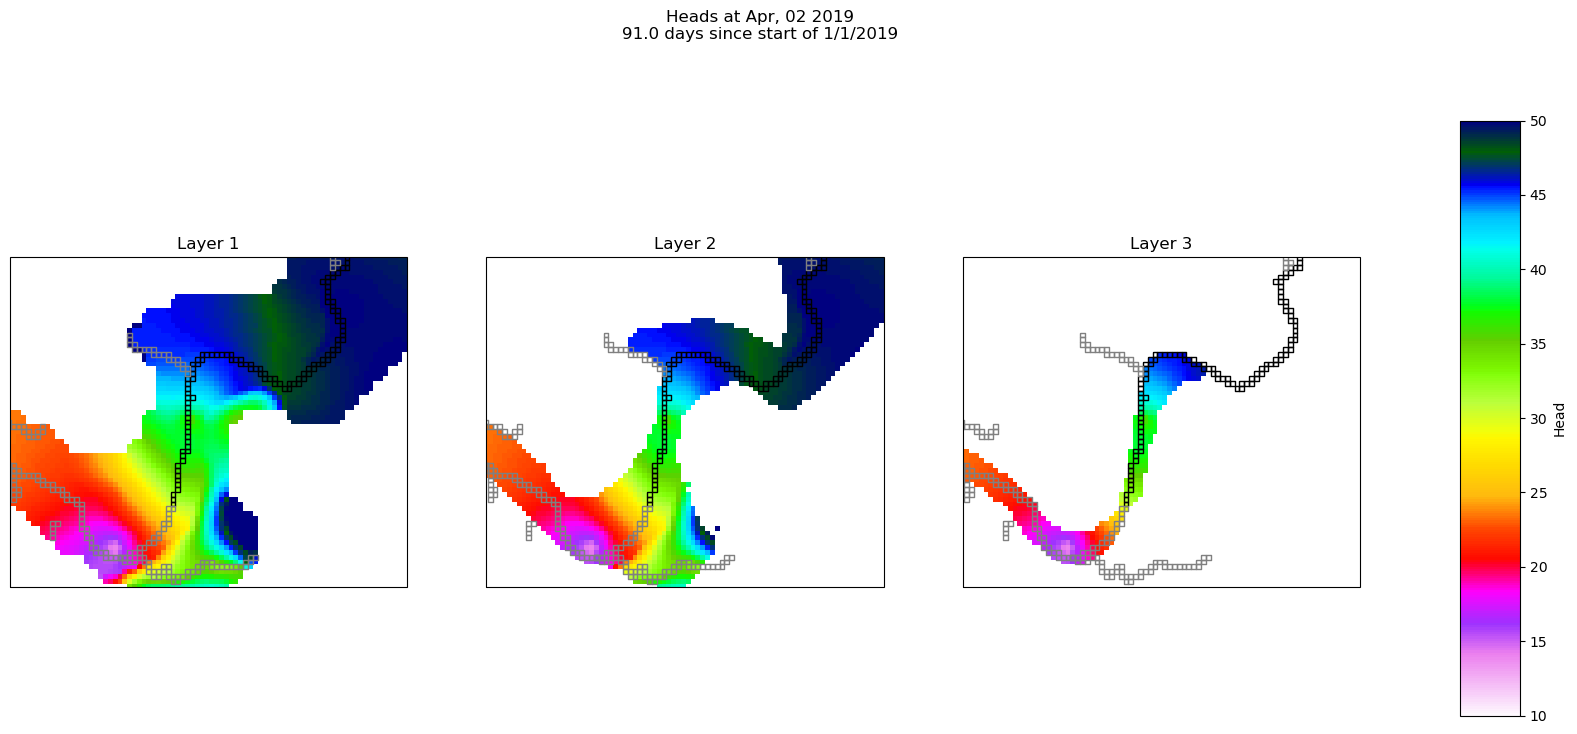 Heads at Apr, 02 2019
91.0 days since start of 1/1/2019
Layer 1
Layer 2
Layer 3
50
45
40
35
30
25
20
15
10
Head